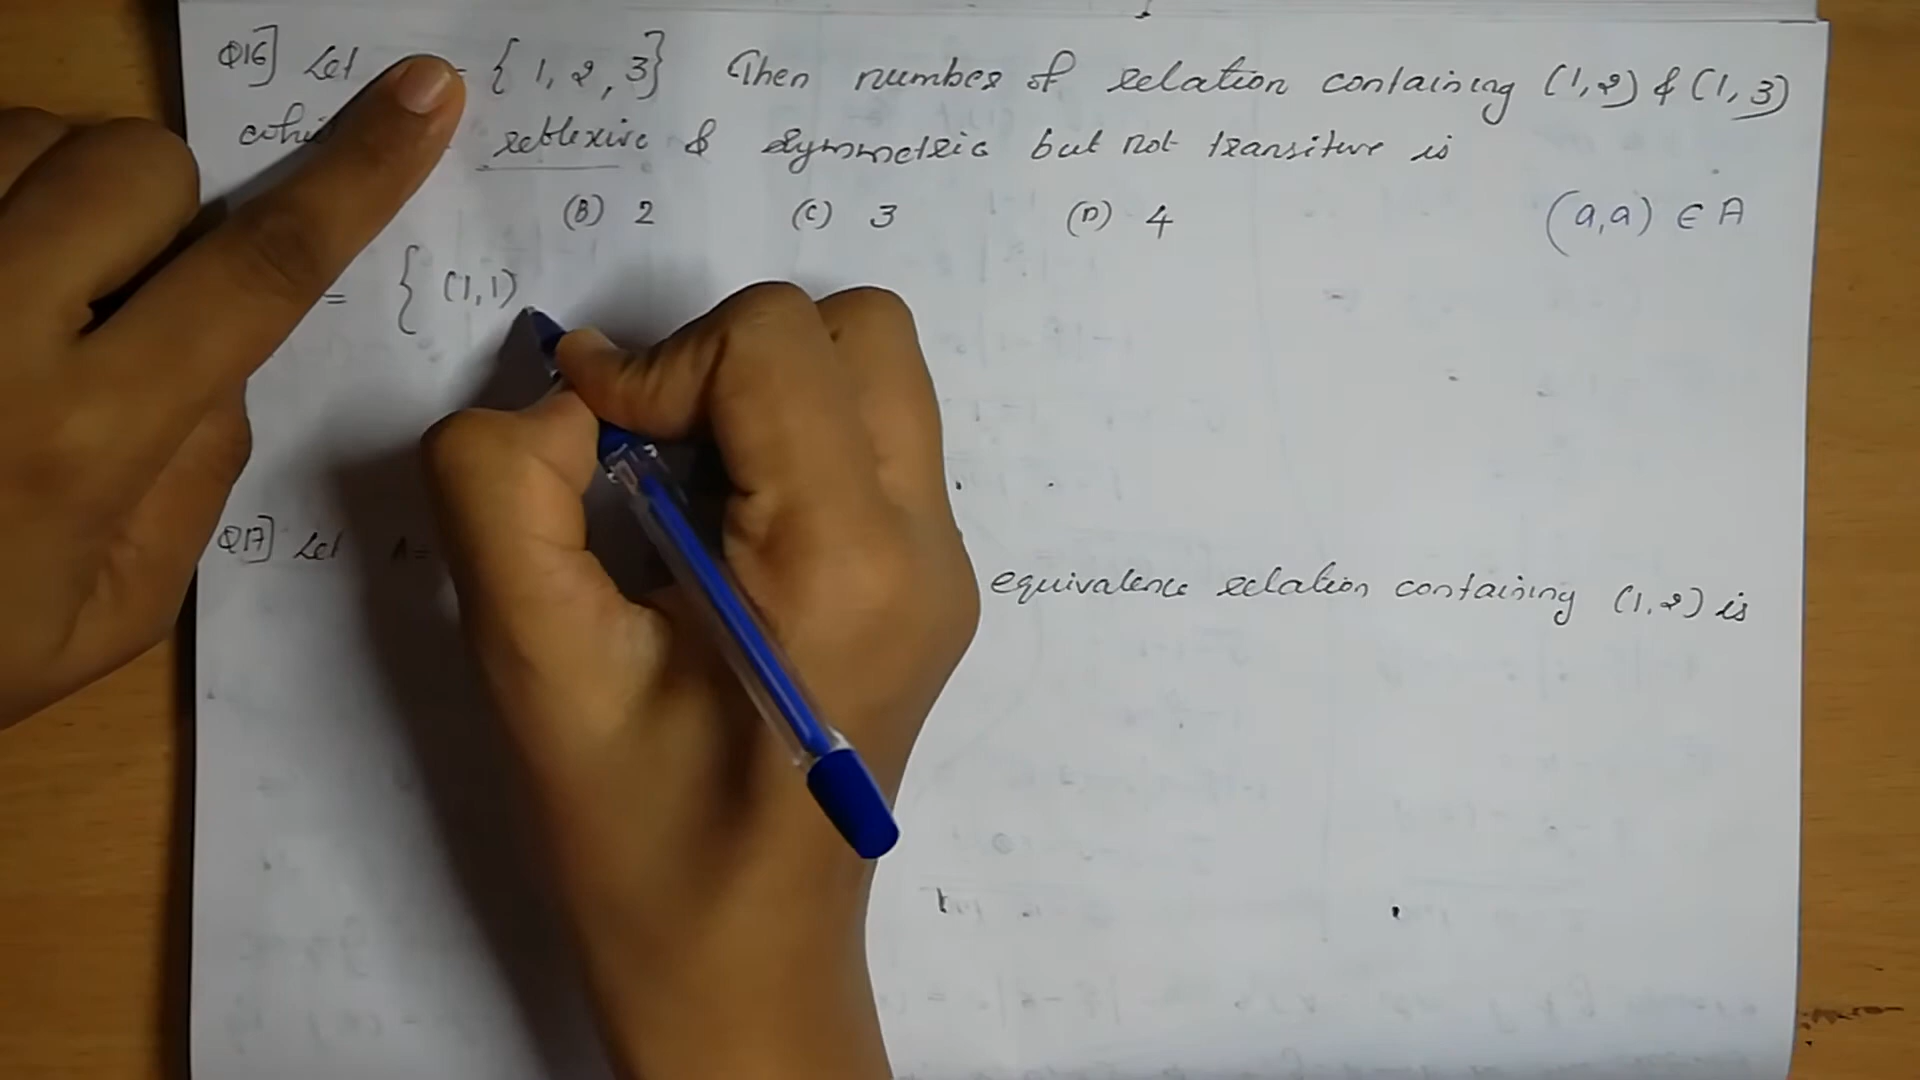 Q16] Let = { 1, 2, 3} Then number of relation containing (1,2) & (1,3)
reflexive & symmetric but not transitive is
(B) 2 (C) 3 (D) 4 (a,a) ∈ A
= { (1,1)
Q17] Let A= equivalence relation containing (1,2) is